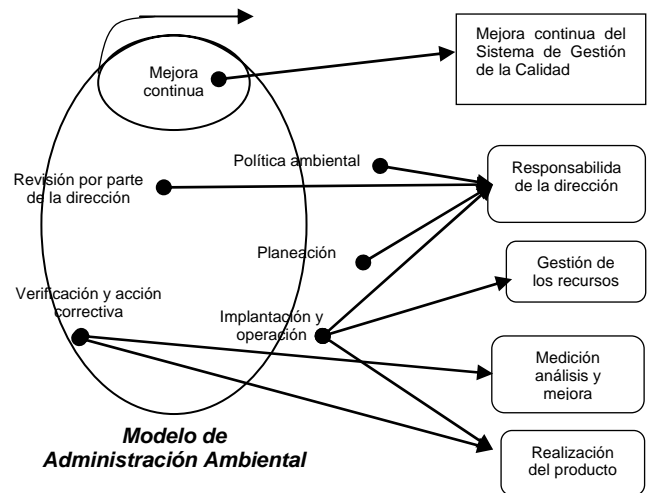 Mejora
continua
Mejora continua del
Sistema de Gestión
de la Calidad
Política ambiental
Revisión por parte
de la dirección
Responsabilida
de la dirección
Planeación
Gestión de
los recursos
Verificación y acción
correctiva
Implantación y
operación
Medición
análisis y
mejora
Modelo de
Administración Ambiental
Realización
del producto